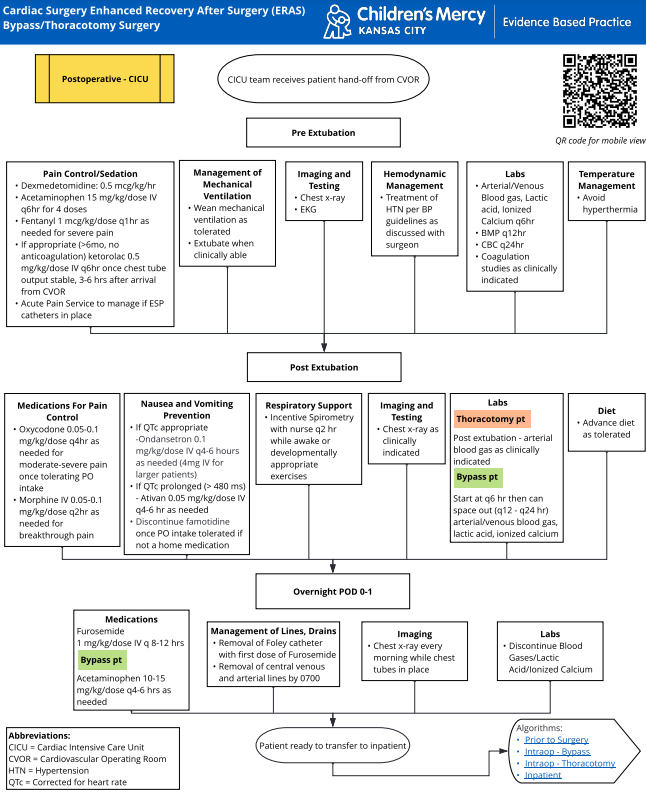 Cardiac Surgery Enhanced Recovery After Surgery (ERAS)
Bypass/Thoracotomy Surgery
Children's Mercy
KANSAS CITY
Evidence Based Practice
Postoperative - CICU
CICU team receives patient hand-off from CVOR
QR code for mobile view
Pre Extubation
Pain Control/Sedation
• Dexmedetomidine: 0.5 mcg/kg/hr
• Acetaminophen 15 mg/kg/dose IV
q6hr for 4 doses
• Fentanyl 1 mcg/kg/dose q1hr as
needed for severe pain
• If appropriate (>6mo, no
anticoagulation) ketorolac 0.5
mg/kg/dose IV q6hr once chest tube
output stable, 3-6 hrs after arrival
from CVOR
• Acute Pain Service to manage if ESP
catheters in place
Management of
Mechanical
Ventilation
• Wean mechanical
ventilation as
tolerated
• Extubate when
clinically able
Imaging and
Testing
• Chest x-ray
• EKG
Hemodynamic
Management
• Treatment of
HTN per BP
guidelines as
discussed with
surgeon
Labs
• Arterial/Venous
Blood gas, Lactic
acid, Ionized
Calcium q6hr
• BMP q12hr
• CBC q24hr
• Coagulation
studies as clinically
indicated
Temperature
Management
• Avoid
hyperthermia
Post Extubation
Medications For Pain
Control
• Oxycodone 0.05-0.1
mg/kg/dose q4hr as
needed for
moderate-severe pain
once tolerating PO
intake
• Morphine IV 0.05-0.1
mg/kg/dose q2hr as
needed for
breakthrough pain
Nausea and Vomiting
Prevention
• If QTc appropriate
-Ondansetron 0.1
mg/kg/dose IV q4-6 hours
as needed (4mg IV for
larger patients)
• If QTc prolonged (> 480 ms)
- Ativan 0.05 mg/kg/dose IV
q4-6 hr as needed
• Discontinue famotidine
once PO intake tolerated if
not a home medication
Respiratory Support
• Incentive Spirometry
with nurse q2 hr
while awake or
developmentally
appropriate
exercises
Imaging and
Testing
• Chest x-ray as
clinically
indicated
Labs
Thoracotomy pt
Post extubation - arterial
blood gas as clinically
indicated
Bypass pt
Start at q6 hr then can
space out (q12 - q24 hr)
arterial/venous blood gas,
lactic acid, ionized calcium
Diet
• Advance diet
as tolerated
Overnight POD 0-1
Medications
Furosemide
1 mg/kg/dose IV q 8-12 hrs
Bypass pt
Acetaminophen 10-15
mg/kg/dose q4-6 hrs as
needed
Management of Lines, Drains
• Removal of Foley catheter
with first dose of Furosemide
• Removal of central venous
and arterial lines by 0700
Imaging
• Chest x-ray every
morning while chest
tubes in place
Labs
• Discontinue Blood
Gases/Lactic
Acid/Ionized Calcium
Abbreviations:
CICU = Cardiac Intensive Care Unit
CVOR = Cardiovascular Operating Room
HTN = Hypertension
QTc = Corrected for heart rate
Patient ready to transfer to inpatient
Algorithms:
• Prior to Surgery
• Intraop - Bypass
• Intraop - Thoracotomy
• Inpatient